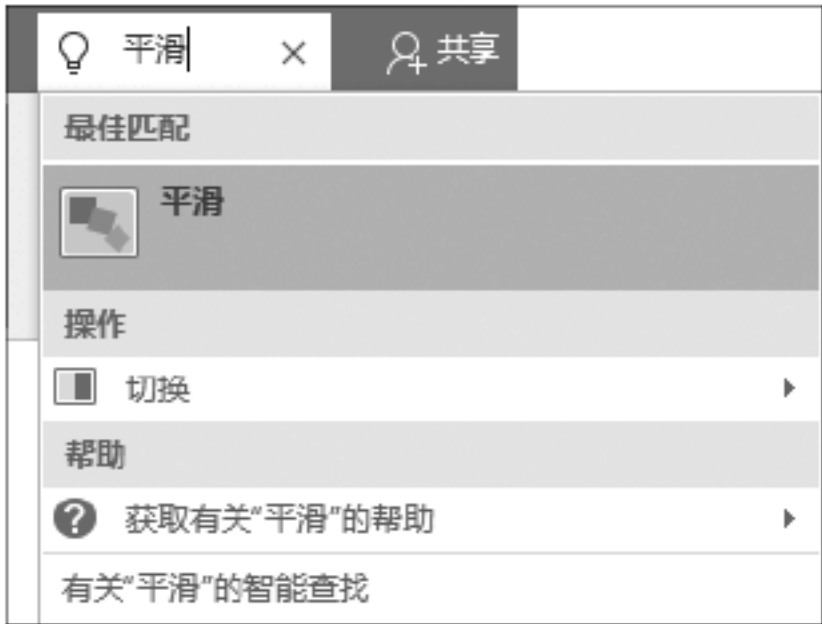 平滑 共享
最佳匹配
平滑
操作
切换
帮助
获取有关“平滑”的帮助
有关“平滑”的智能查找